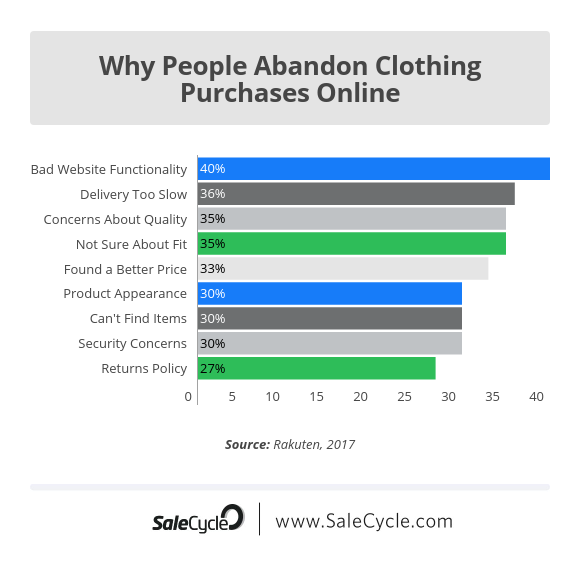 Why People Abandon Clothing
Purchases Online
Bad Website Functionality 40%
Delivery Too Slow 36%
Concerns About Quality 35%
Not Sure About Fit 35%
Found a Better Price 33%
Product Appearance 30%
Can't Find Items 30%
Security Concerns 30%
Returns Policy 27%
0 5 10 15 20 25 30 35 40
Source: Rakuten, 2017
SaleCycle www.SaleCycle.com